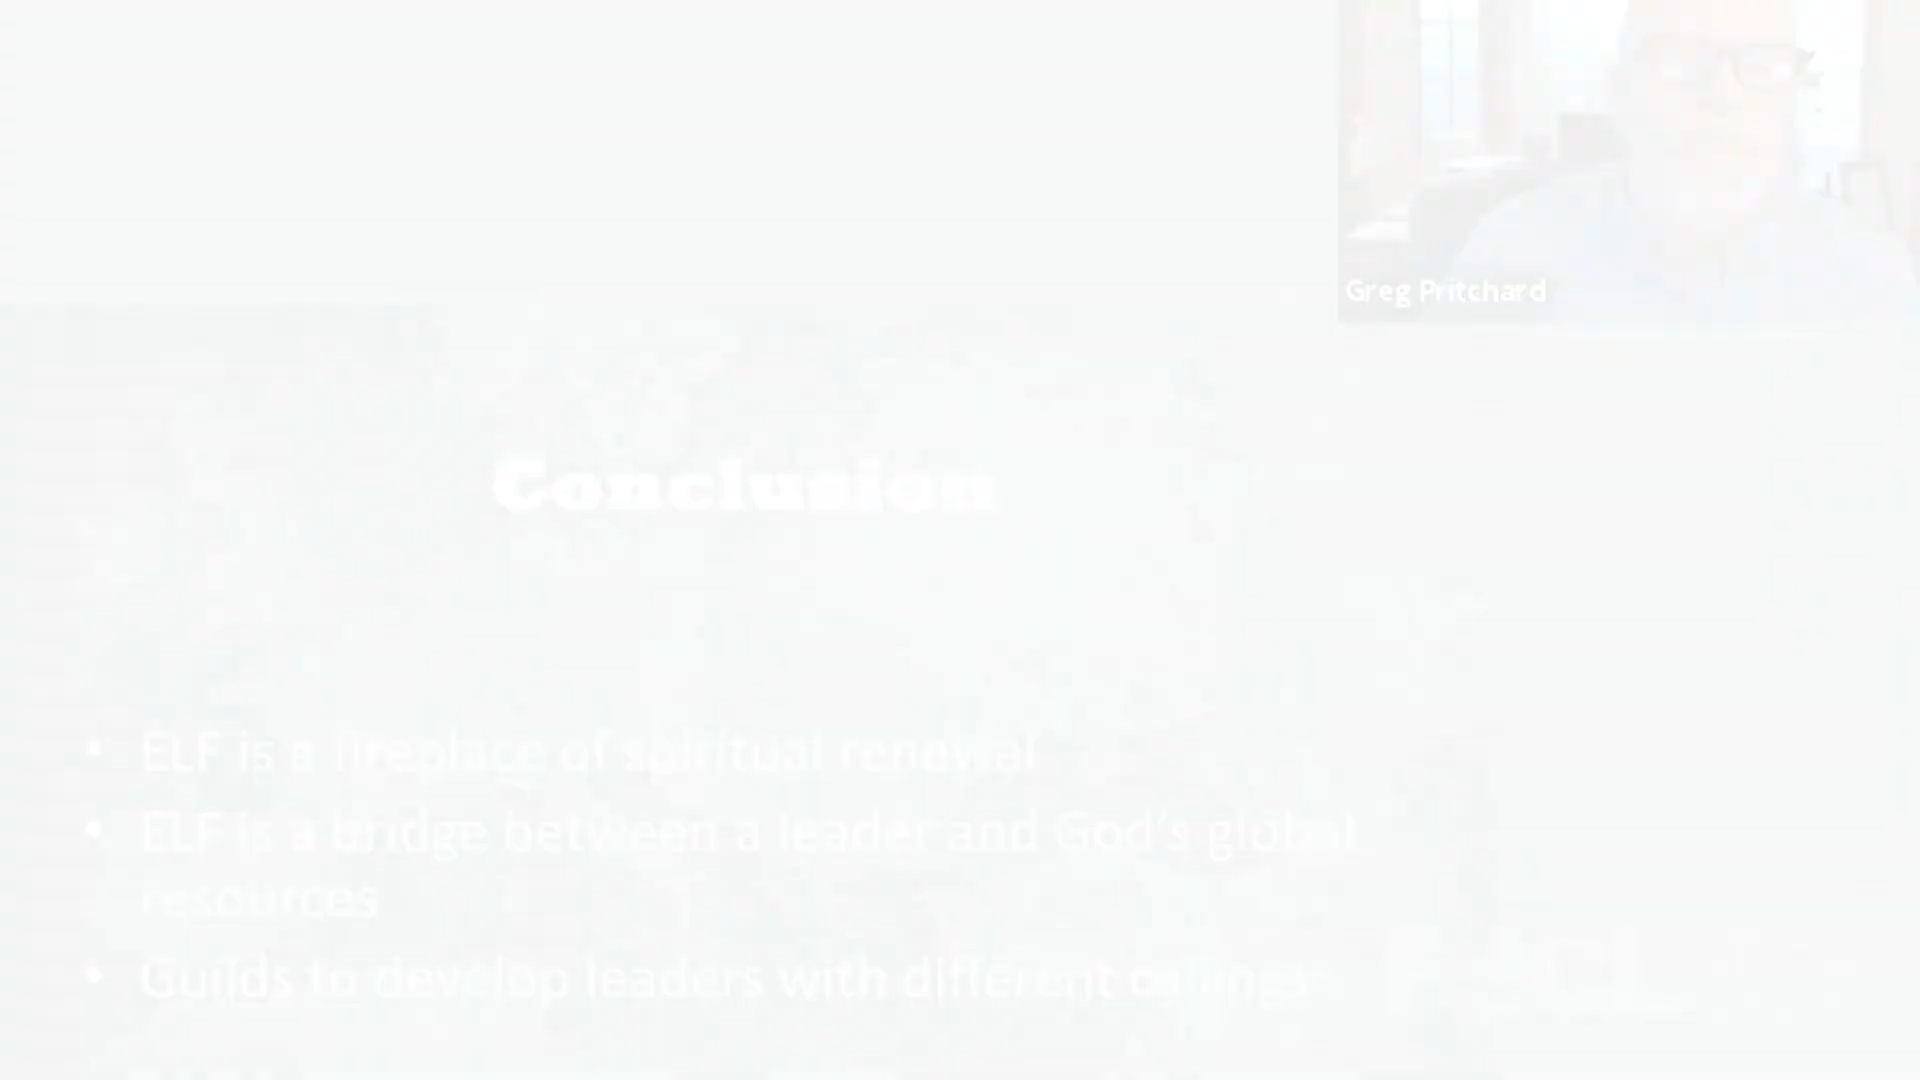 Greg Pritchard
Conclusion
• ELF is a fireplace of spiritual renewal
• ELF is a bridge between a leader and God's global
resources
• Guilds to develop leaders with different callings